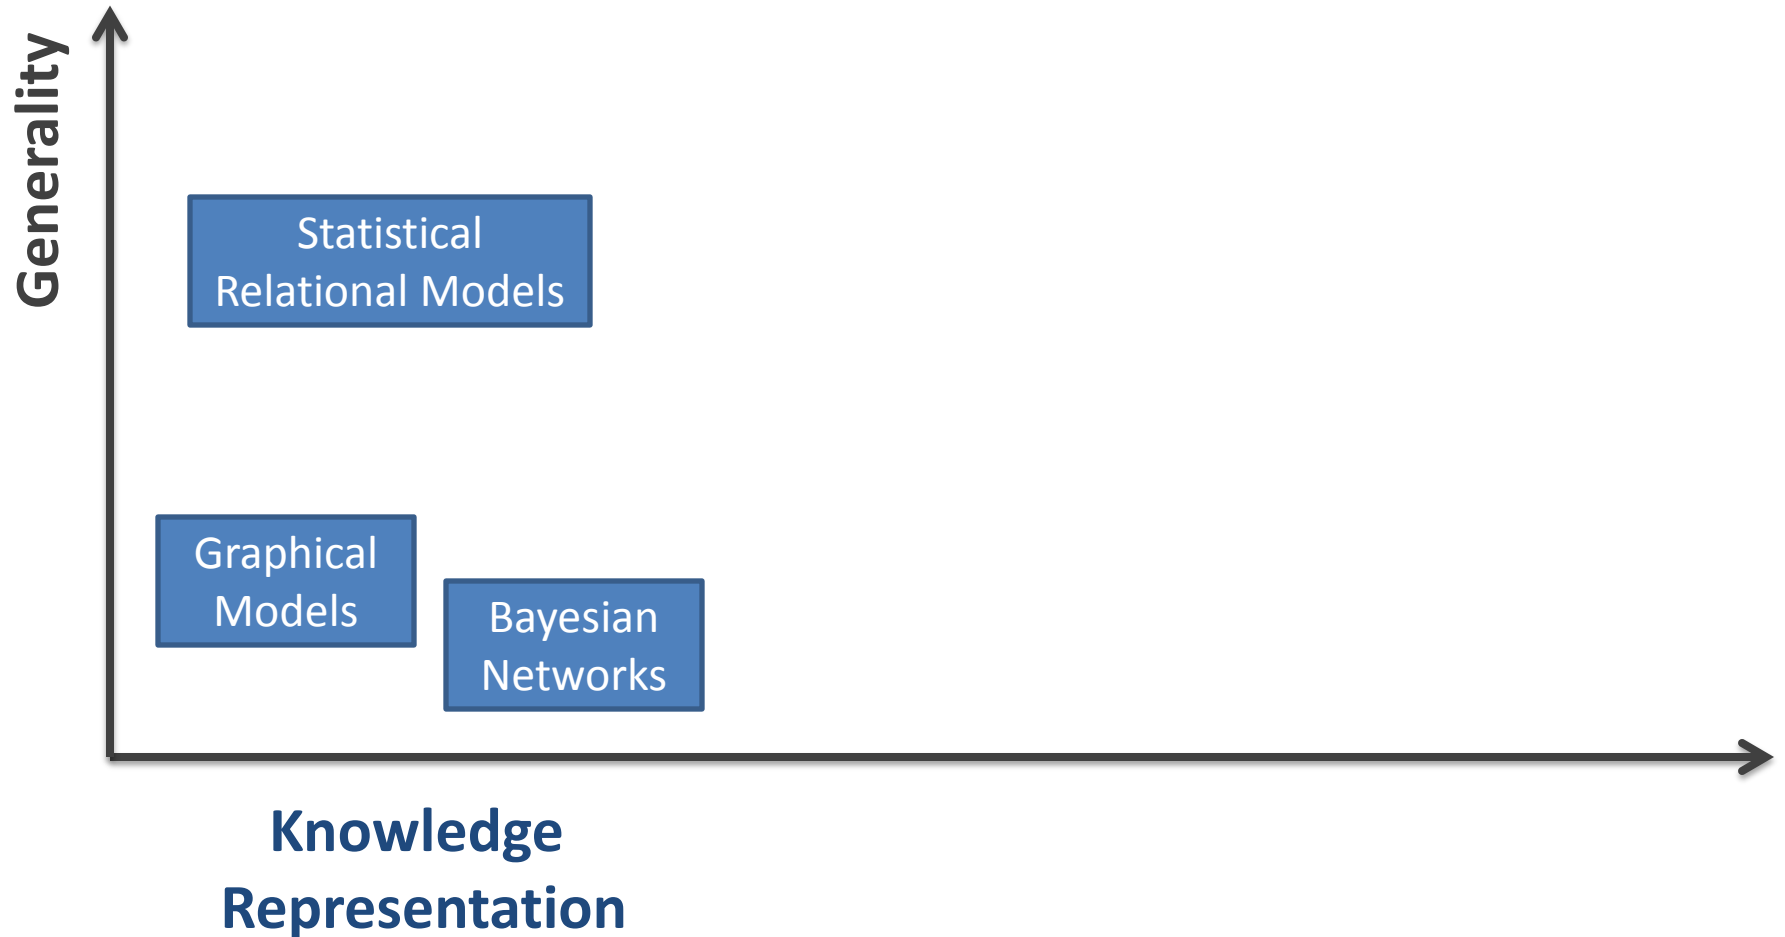 Generality
Statistical
Relational Models
Graphical
Models
Bayesian
Networks
Knowledge
Representation